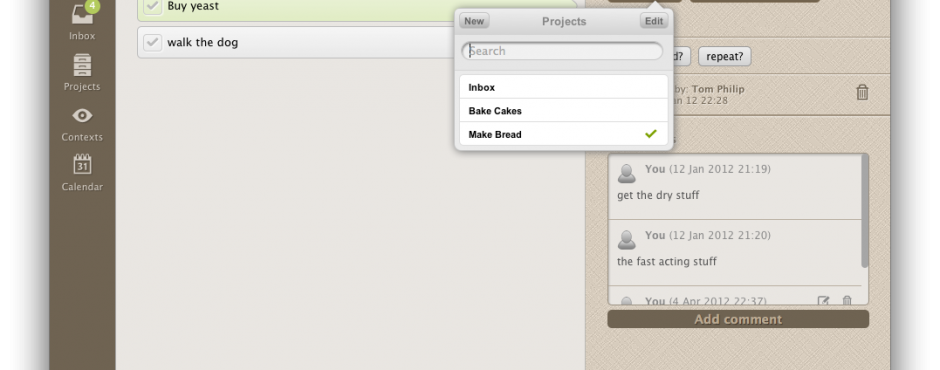 4
Inbox
Projects
Contexts
31
Calendar
Buy yeast
walk the dog
New Projects Edit
Search
Inbox
Bake Cakes
Make Bread
repeat?
by: Tom Philip
12 22:28
You (12 Jan 2012 21:19)
get the dry stuff
You (12 Jan 2012 21:20)
the fast acting stuff
You (4 Apr 2012 22:37)
Add comment